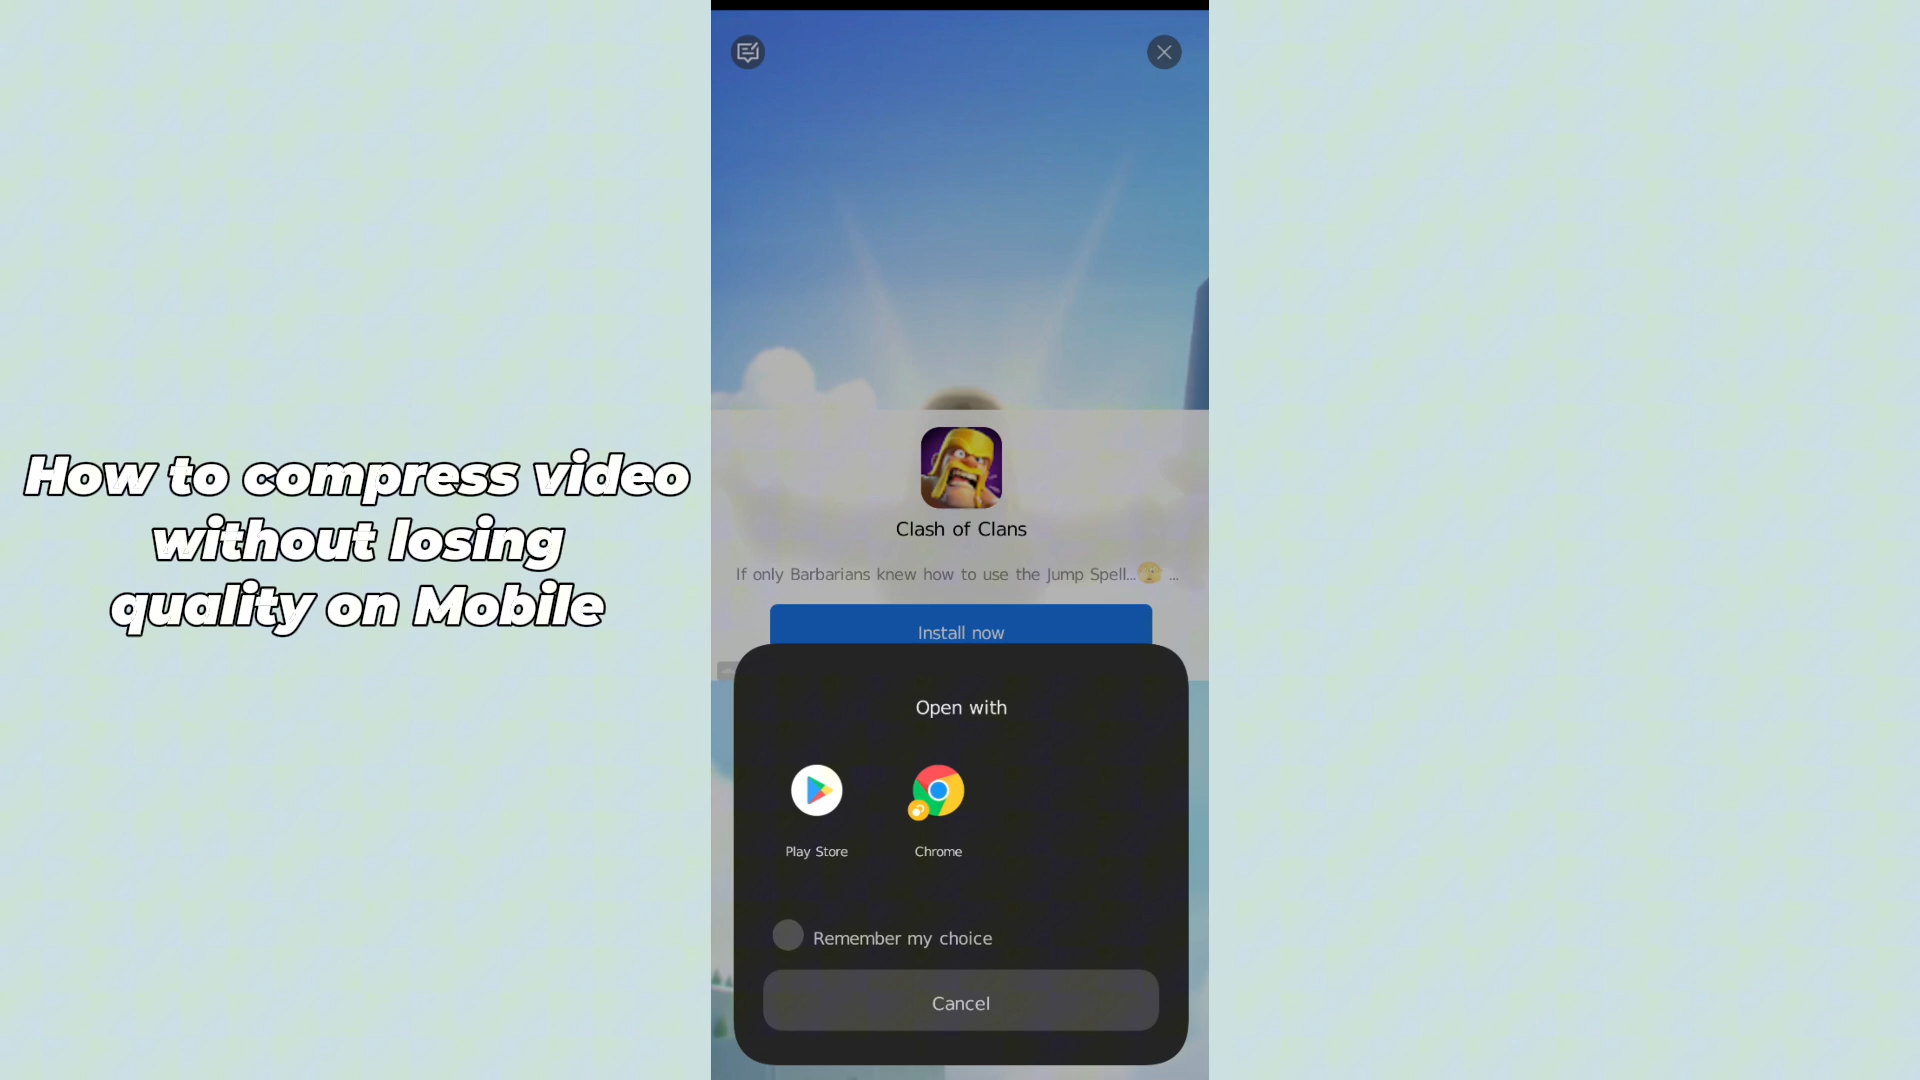 How to compress video
without losing
quality on Mobile
Clash of Clans
If only Barbarians knew how to use the Jump Spell...🫣 ...
Install now
Open with
Play Store
Chrome
Remember my choice
Cancel